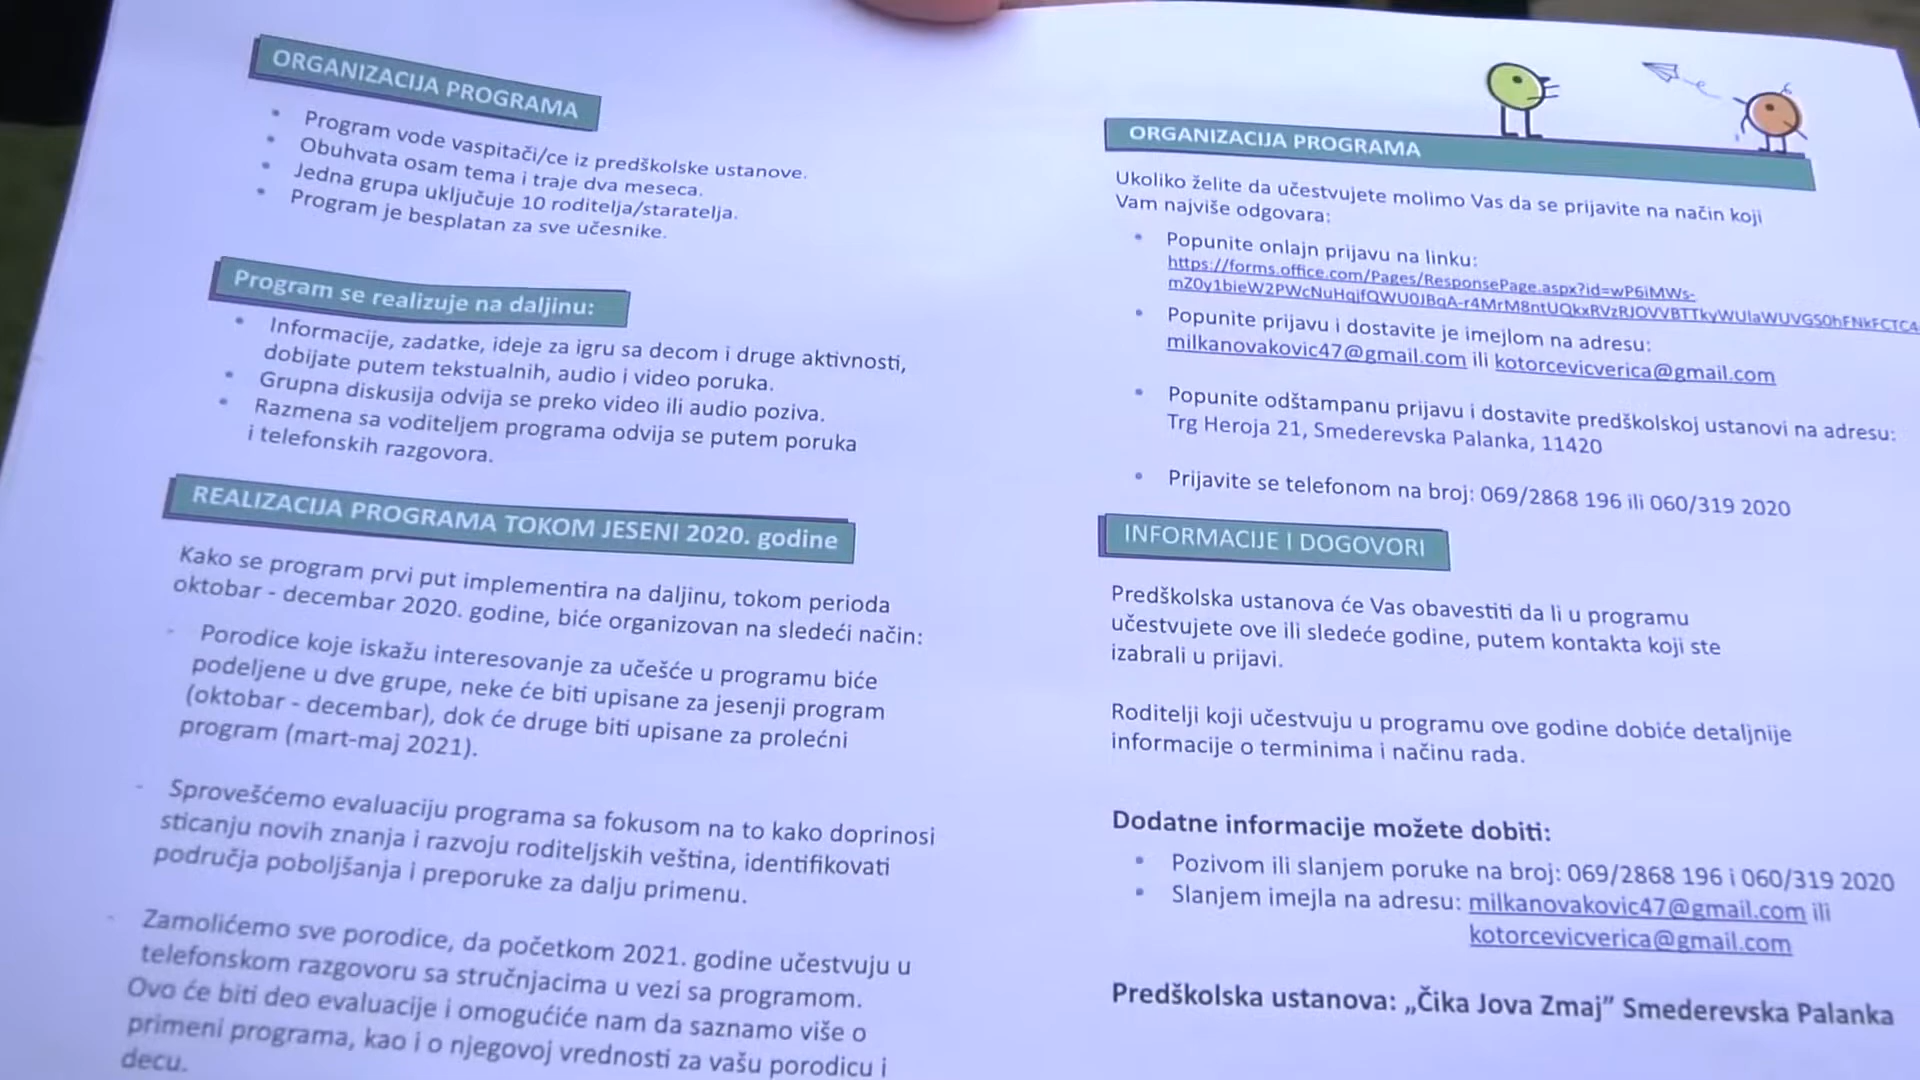 ORGANIZACIJA PROGRAMA
• Program vode vaspitači/ce iz predškolske ustanove.
• Obuhvata osam tema i traje dva meseca.
• Jedna grupa uključuje 10 roditelja/staratelja.
• Program je besplatan za sve učesnike.
Program se realizuje na daljinu:
• Informacije, zadatke, ideje za igru sa decom i druge aktivnosti,
dobijate putem tekstualnih, audio i video poruka.
• Grupna diskusija odvija se preko video ili audio poziva.
• Razmena sa voditeljem programa odvija se putem poruka
i telefonskih razgovora.
REALIZACIJA PROGRAMA TOKOM JESENI 2020. godine
Kako se program prvi put implementira na daljinu, tokom perioda
oktobar - decembar 2020. godine, biće organizovan na sledeći način:
- Porodice koje iskažu interesovanje za učešće u programu biće
podeljene u dve grupe, neke će biti upisane za jesenji program
(oktobar - decembar), dok će druge biti upisane za prolećni
program (mart-maj 2021).
- Sprovešćemo evaluaciju programa sa fokusom na to kako doprinosi
sticanju novih znanja i razvoju roditeljskih veština, identifikovati
područja poboljšanja i preporuke za dalju primenu.
- Zamolićemo sve porodice, da početkom 2021. godine učestvuju u
telefonskom razgovoru sa stručnjacima u vezi sa programom.
Ovo će biti deo evaluacije i omogućiće nam da saznamo više o
primeni programa, kao i o njegovoj vrednosti za vašu porodicu i
decu.
ORGANIZACIJA PROGRAMA
Ukoliko želite da učestvujete molimo Vas da se prijavite na način koji
Vam najviše odgovara:
• Popunite onlajn prijavu na linku:
https://forms.office.com/Pages/ResponsePage.aspx?id=wP6iMWs-
• Popunite prijavu i dostavite je imejlom na adresu:
milkanovakovic47@gmail.com ili kotorcevicverica@gmail.com
• Popunite odštampanu prijavu i dostavite predškolskoj ustanovi na adresu:
Trg Heroja 21, Smederevska Palanka, 11420
• Prijavite se telefonom na broj: 069/2868 196 ili 060/319 2020
INFORMACIJE I DOGOVORI
Predškolska ustanova će Vas obavestiti da li u programu
učestvujete ove ili sledeće godine, putem kontakta koji ste
izabrali u prijavi.
Roditelji koji učestvuju u programu ove godine dobiće detaljnije
informacije o terminima i načinu rada.
Dodatne informacije možete dobiti:
• Pozivom ili slanjem poruke na broj: 069/2868 196 i 060/319 2020
• Slanjem imejla na adresu: milkanovakovic47@gmail.com ili
kotorcevicverica@gmail.com
Predškolska ustanova: „Čika Jova Zmaj” Smederevska Palanka